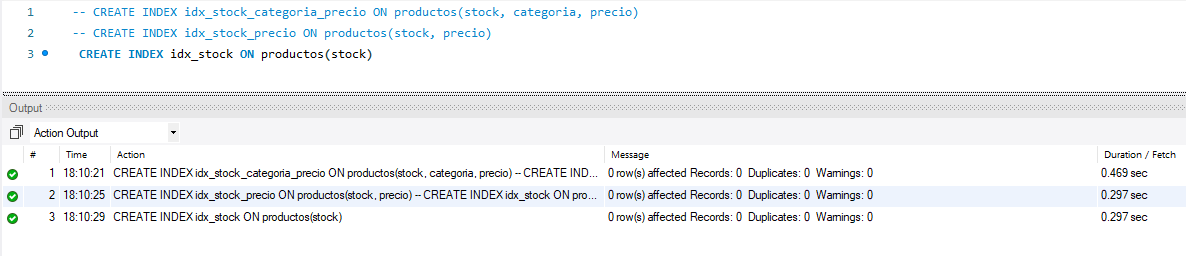 1 -- CREATE INDEX idx_stock_categoria_precio ON productos(stock, categoria, precio)
2 -- CREATE INDEX idx_stock_precio ON productos(stock, precio)
3 CREATE INDEX idx_stock ON productos(stock)
Output
Action Output
# Time Action Message Duration / Fetch
1 18:10:21 CREATE INDEX idx_stock_categoria_precio ON productos(stock, categoria, precio) -- CREATE IND... 0 row(s) affected Records: 0 Duplicates: 0 Warnings: 0 0.469 sec
2 18:10:25 CREATE INDEX idx_stock_precio ON productos(stock, precio) -- CREATE INDEX idx_stock ON pro... 0 row(s) affected Records: 0 Duplicates: 0 Warnings: 0 0.297 sec
3 18:10:29 CREATE INDEX idx_stock ON productos(stock) 0 row(s) affected Records: 0 Duplicates: 0 Warnings: 0 0.297 sec